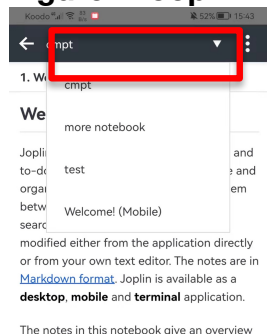 Koodo 52% 15:43
cmpt
1. We
cmpt
We
more notebook
Joplin and
to-do and
test
organ em
betw
Welcome! (Mobile)
searc
modified either from the application directly
or from your own text editor. The notes are in
Markdown format. Joplin is available as a
desktop, mobile and terminal application.
The notes in this notebook give an overview